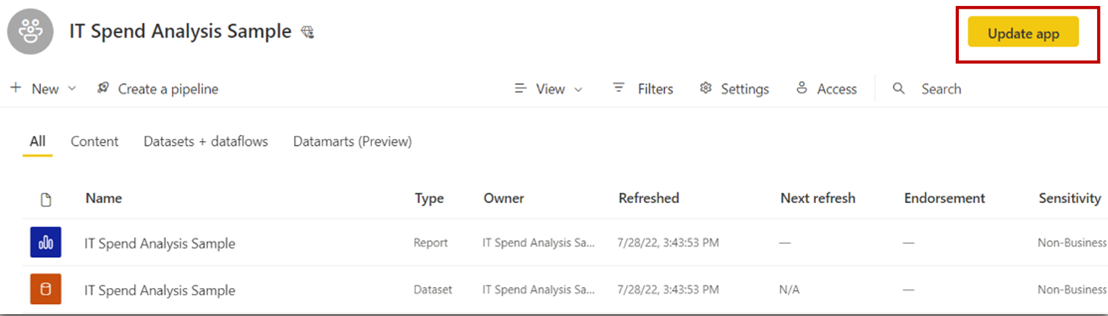 IT Spend Analysis Sample
Update app
New
Create a pipeline
View
Filters
Settings
Access
Search
All Content Datasets + dataflows Datamarts (Preview)
Name Type Owner Refreshed Next refresh Endorsement Sensitivity
IT Spend Analysis Sample Report IT Spend Analysis Sa... 7/28/22, 3:43:53 PM — — Non-Business
IT Spend Analysis Sample Dataset IT Spend Analysis Sa... 7/28/22, 3:43:53 PM N/A — Non-Business